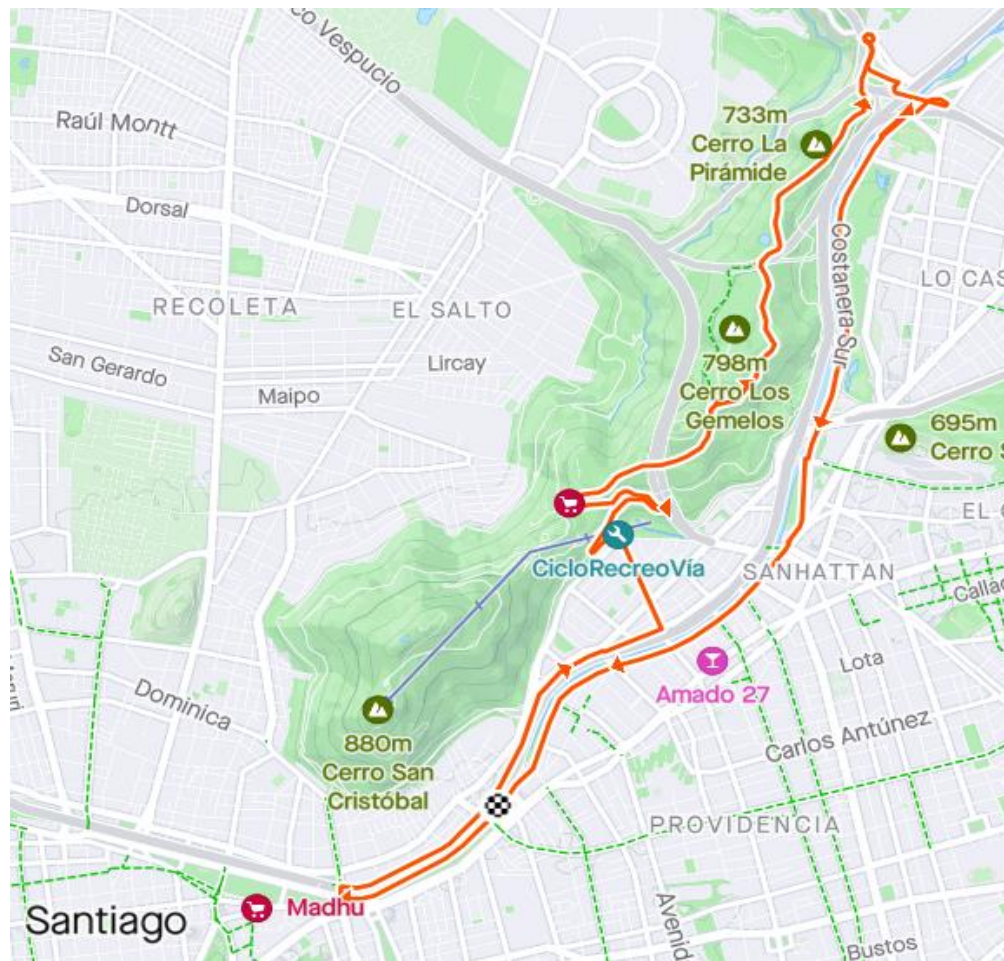 co Vespucio
Raúl Montt
733m
Cerro La
Pirámide
Dorsal
Costanera Sur
LO CAS
RECOLETA
EL SALTO
San Gerardo
Lircay
798m
Cerro Los
Gemelos
Maipo
695m
Cerro S
EL G
CicloRecreoVía
SANHATTAN
Callao
Lota
Amado 27
Dominica
880m
Cerro San
Cristóbal
Carlos Antúnez
PROVIDENCIA
Madhu
Santiago
Avenid
Bustos